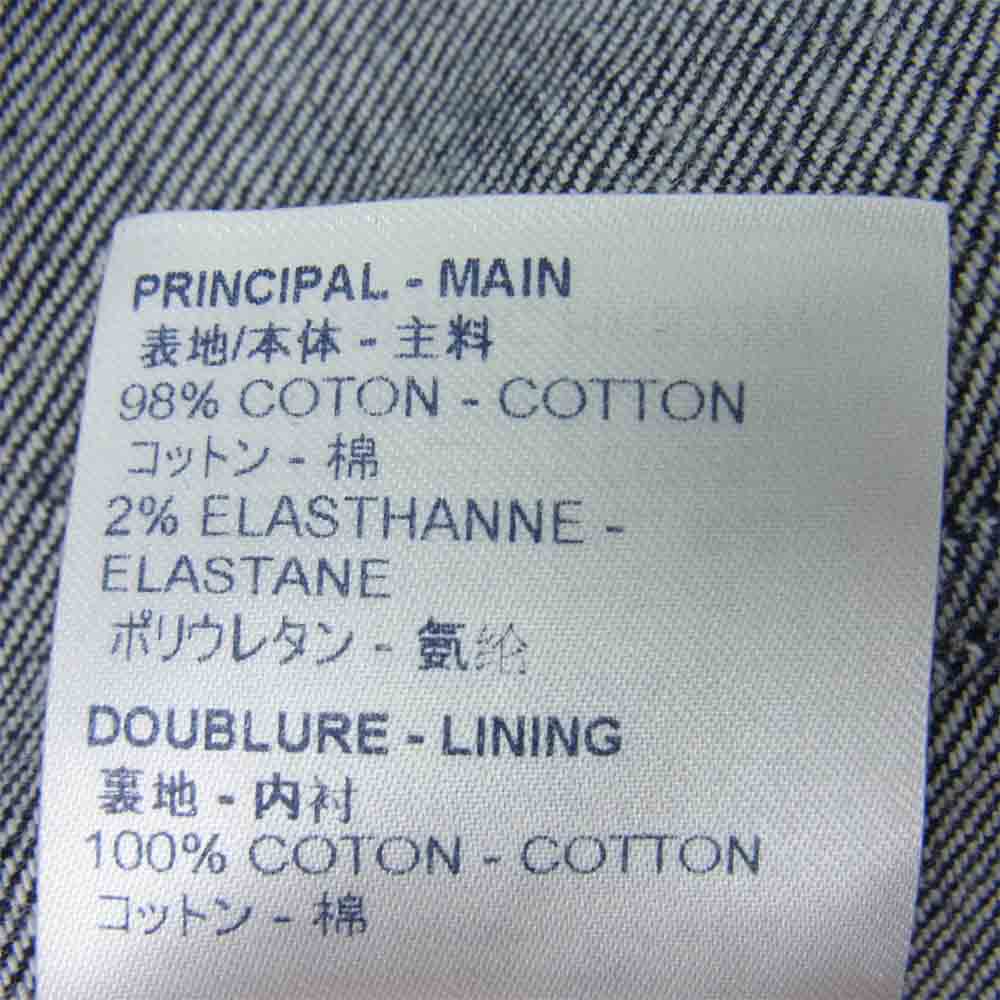 PRINCIPAL - MAIN
表地/本体 - 主料
98% COTON - COTTON
コットン - 棉
2% ELASTHANNE -
ELASTANE
ポリウレタン - 氨纶
DOUBLURE - LINING
裏地 - 内衬
100% COTON - COTTON
コットン - 棉